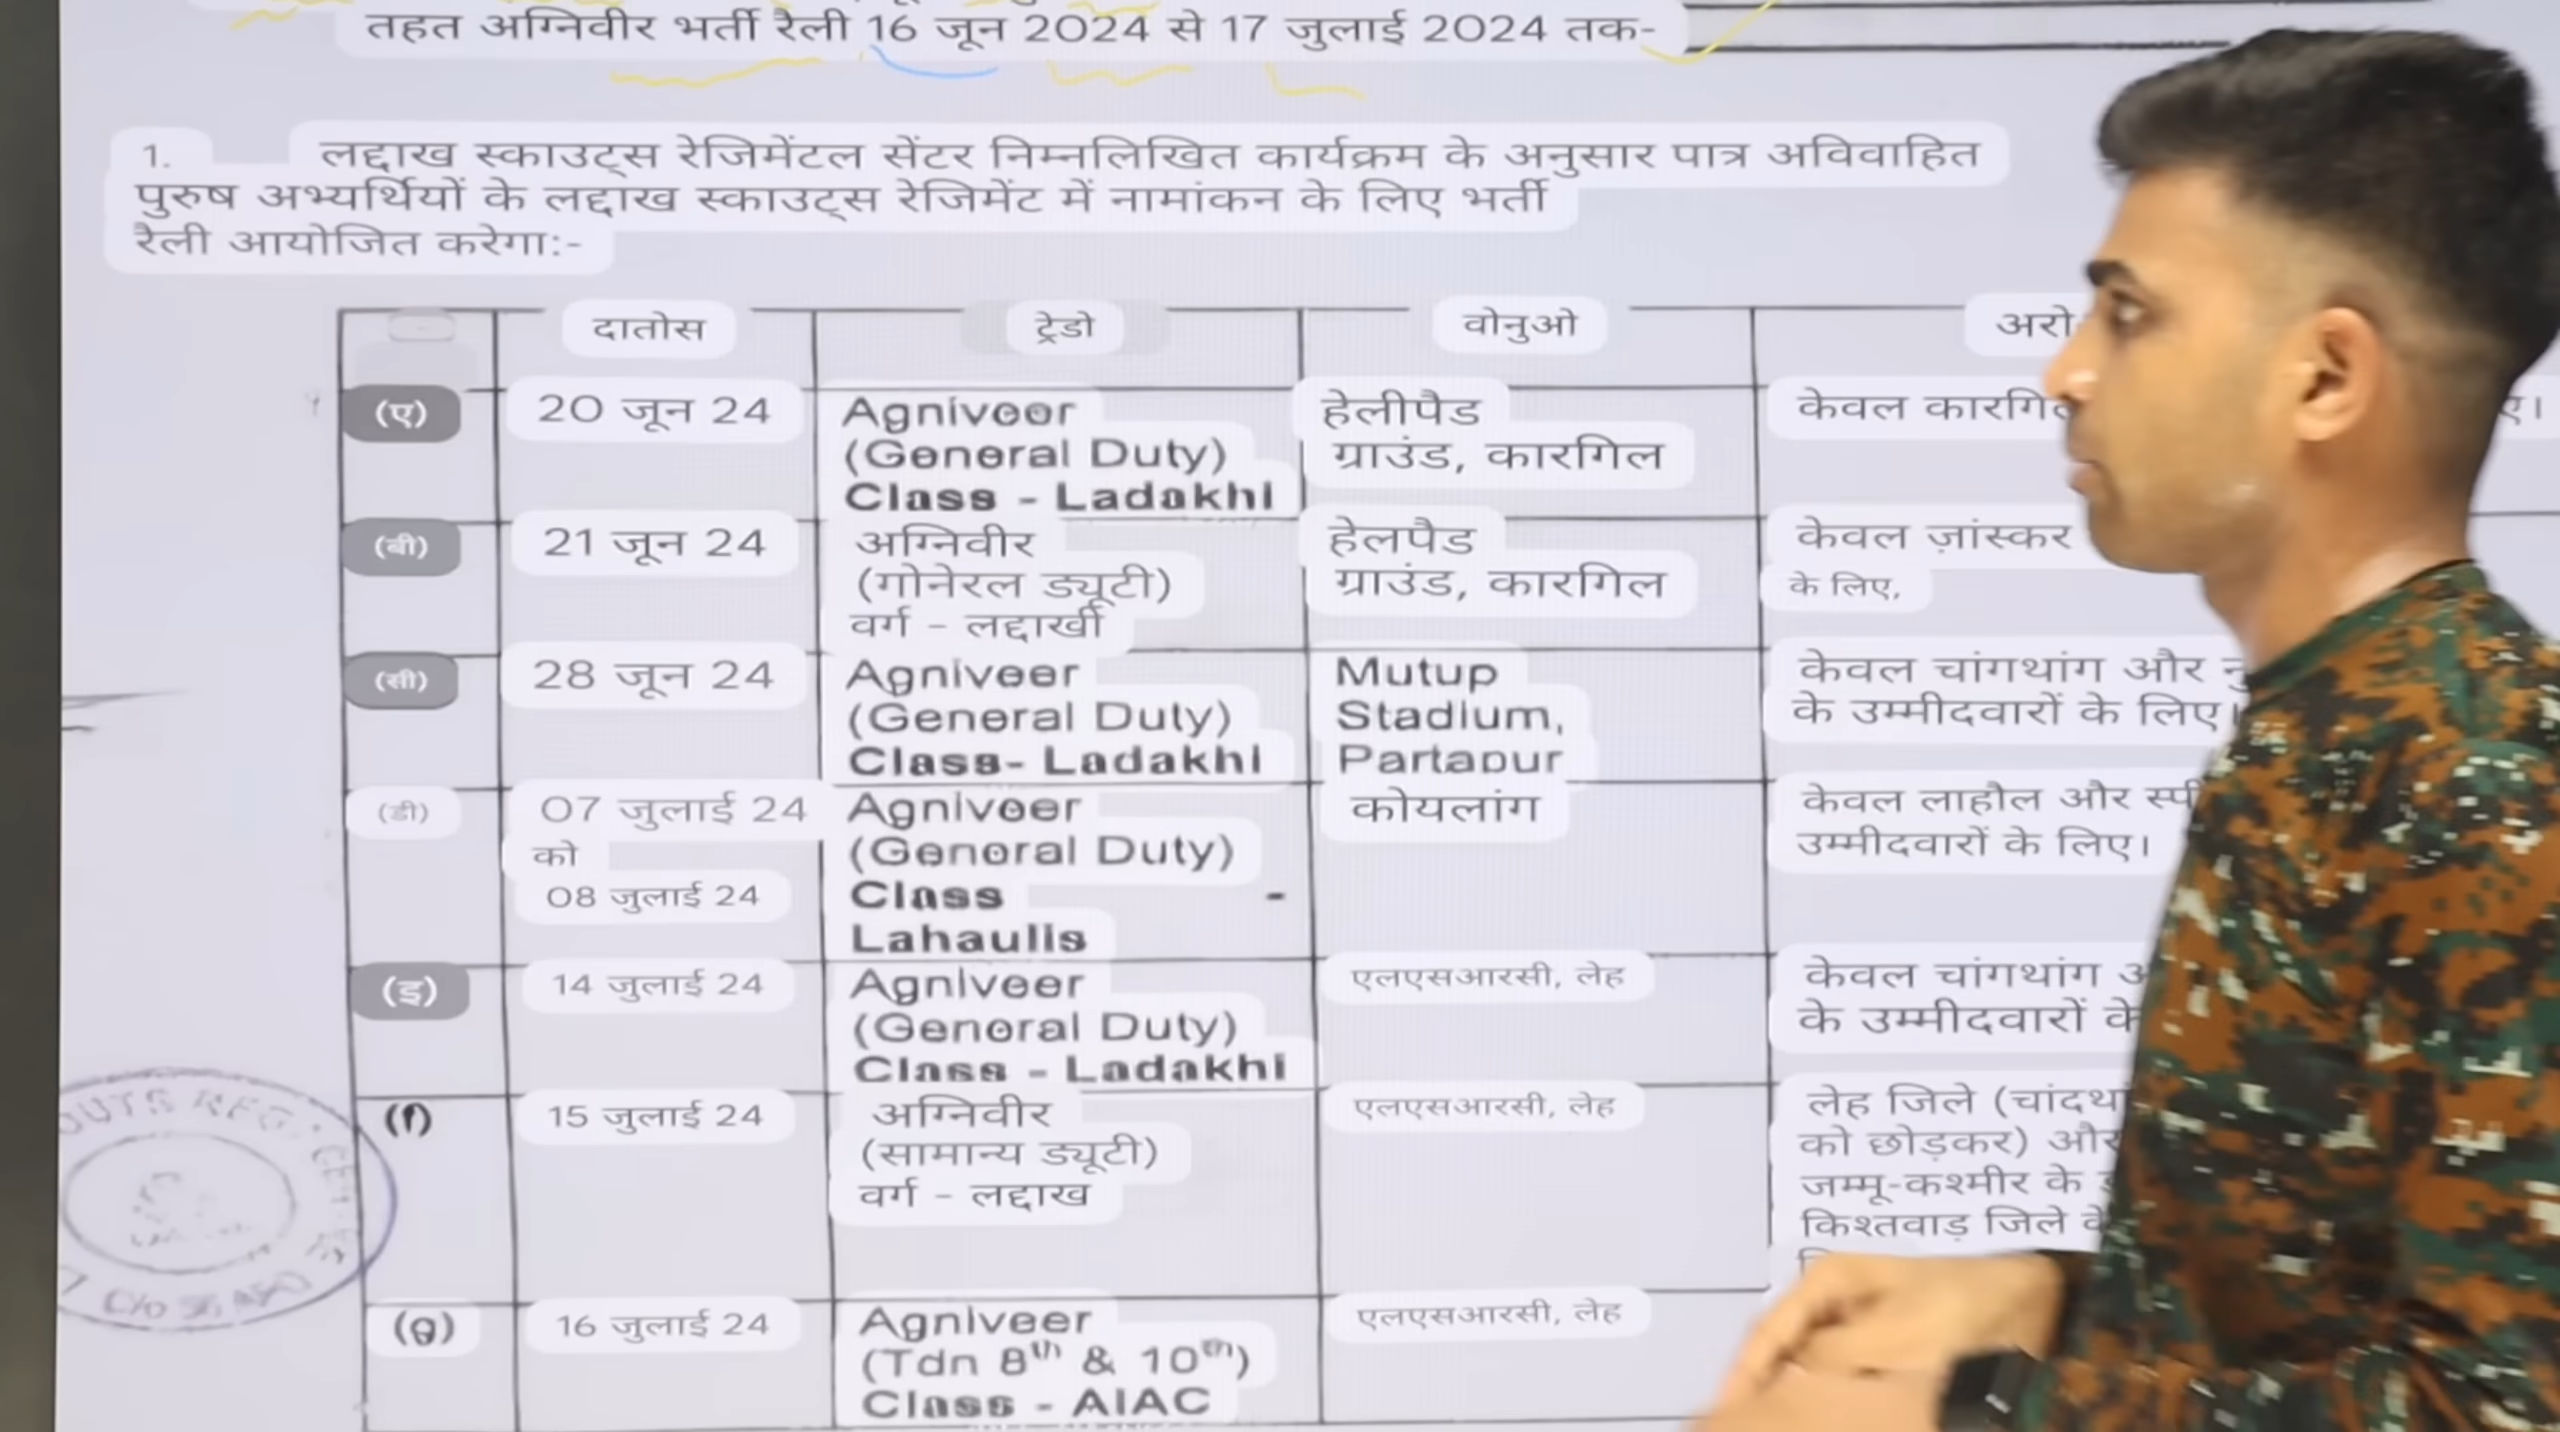 तहत अग्निवीर भर्ती रैली 16 जून 2024 से 17 जुलाई 2024 तक-
1. लद्दाख स्काउट्स रेजिमेंटल सेंटर निम्नलिखित कार्यक्रम के अनुसार पात्र अविवाहित
पुरुष अभ्यर्थियों के लद्दाख स्काउट्स रेजिमेंट में नामांकन के लिए भर्ती
रैली आयोजित करेगा:-
दातोस ट्रेडो वोनुओ
(ए) 20 जून 24 Agniveer हेलीपैड केवल
(General Duty) ग्राउंड, कारगिल
Class - Ladakhi
(बी) 21 जून 24 अग्निवीर हेलपैड केवल ज़ांस्कर
(गोनेरल ड्यूटी) ग्राउंड, कारगिल के लिए,
वर्ग - लद्दाखी
(सी) 28 जून 24 Agniveer Mutup केवल चांगथांग और
(General Duty) Stadium, के उम्मीदवारों के लिए।
Class- Ladakhi Partapur
(डी) 07 जुलाई 24 Agniveer कोयलांग केवल लाहौल और
को (General Duty) उम्मीदवारों के लिए।
08 जुलाई 24 Class -
Lahaulis
(इ) 14 जुलाई 24 Agniveer एलएसआरसी, लेह केवल चांगथांग
(General Duty) के उम्मीदवारों के
Class - Ladakhi
(f) 15 जुलाई 24 अग्निवीर एलएसआरसी, लेह लेह जिले
(सामान्य ड्यूटी) को छोड़कर) और
वर्ग - लद्दाख जम्मू-कश्मीर के
किश्तवाड़ जिले
(g) 16 जुलाई 24 Agniveer एलएसआरसी, लेह
(Tdn 8th & 10th)
Class - AIAC